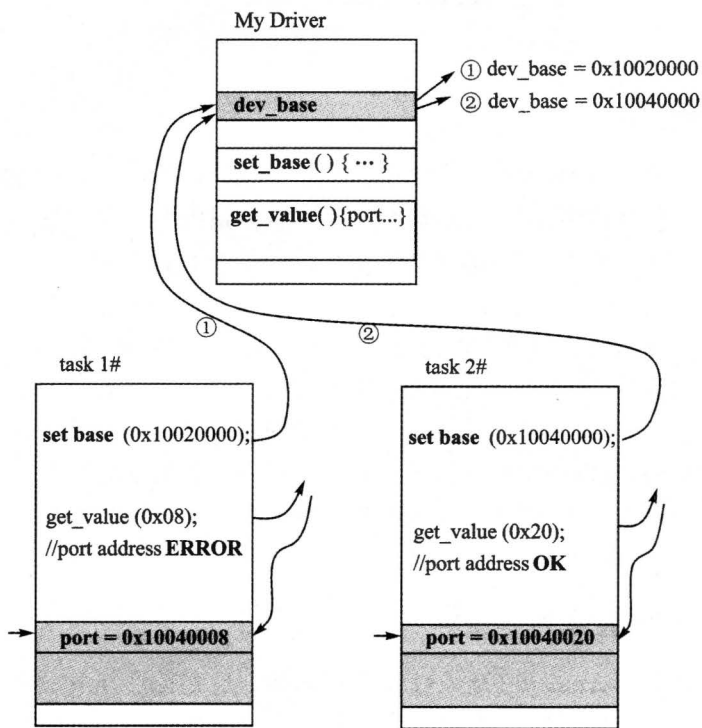 My Driver
① dev_base = 0x10020000
② dev_base = 0x10040000
dev_base
set_base ( ) { ··· }
get_value( ){port...}
①
②
task 1#
set base (0x10020000);
get_value (0x08);
//port address ERROR
port = 0x10040008
task 2#
set base (0x10040000);
get_value (0x20);
//port address OK
port = 0x10040020